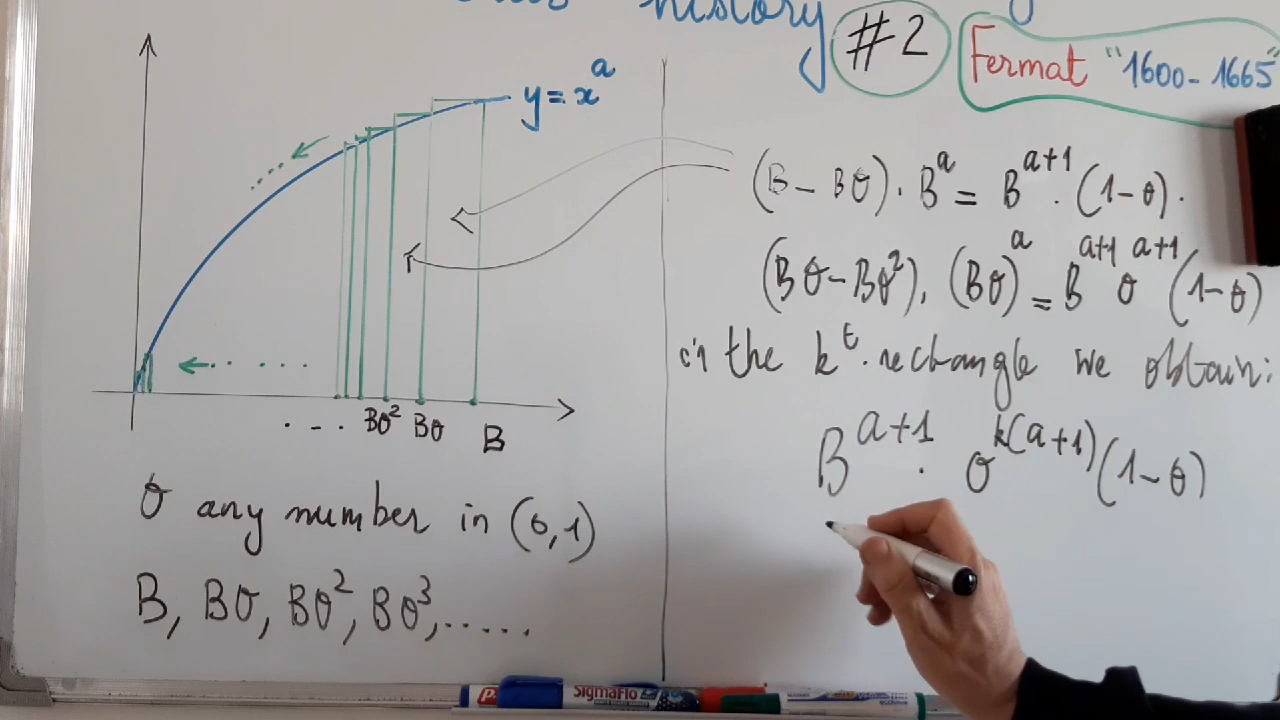 history
#2
Fermat "1600-1665"
y = x^a
(B - Bθ) · B^a = B^{a+1} · (1-θ).
(Bθ - Bθ²). (Bθ)^a = B^{a+1} θ^{a+1} (1-θ)
in the k^t. rectangle we obtain:
B^{a+1} · θ^{k(a+1)} (1-θ)
. - .. Bθ² Bθ B
θ any number in (0,1)
B, Bθ, Bθ², Bθ³, .....
SigmaFlo